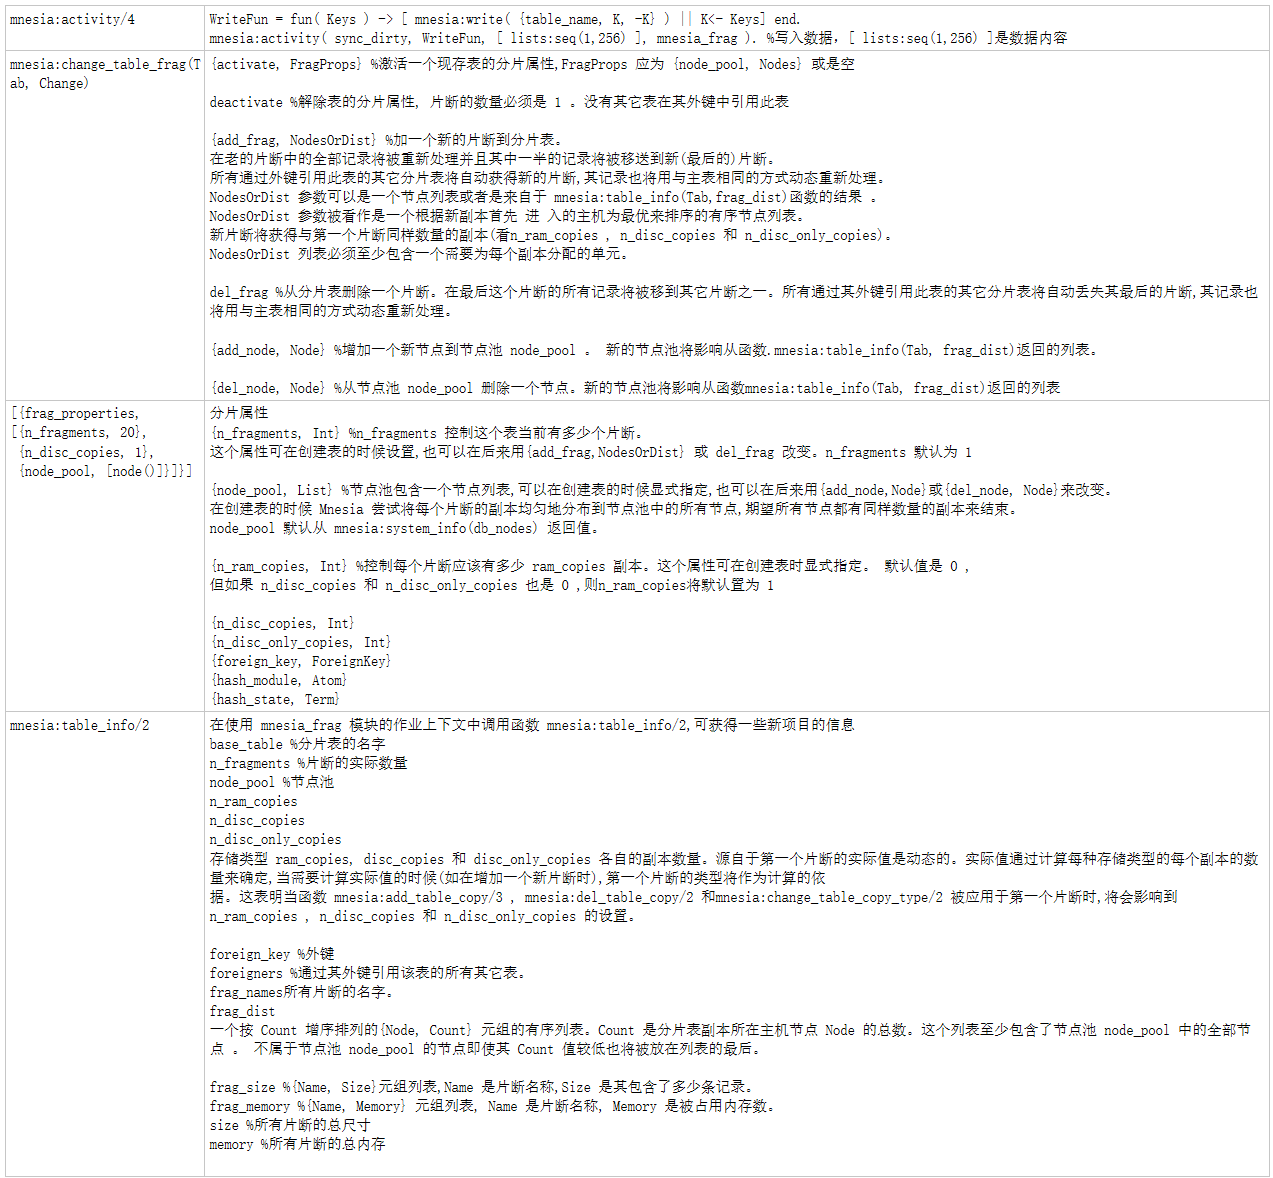 mnesia:activity/4
WriteFun = fun( Keys ) -> [ mnesia:write( {table_name, K, -K} ) || K<- Keys] end.
mnesia:activity( sync_dirty, WriteFun, [ lists:seq(1,256) ], mnesia_frag ). %写入数据，[ lists:seq(1,256) ]是数据内容
mnesia:change_table_frag(T
ab, Change)
{activate, FragProps} %激活一个现存表的分片属性,FragProps 应为 {node_pool, Nodes} 或是空
deactivate %解除表的分片属性, 片断的数量必须是 1 。没有其它表在其外键中引用此表
{add_frag, NodesOrDist} %加一个新的片断到分片表。
在老的片断中的全部记录将被重新处理并且其中一半的记录将被移送到新(最后的)片断。
所有通过外键引用此表的其它分片表将自动获得新的片断,其记录也将用与主表相同的方式动态重新处理。
NodesOrDist 参数可以是一个节点列表或者是来自于 mnesia:table_info(Tab,frag_dist)函数的结果 。
NodesOrDist 参数被看作是一个根据新副本首先 进 入的主机为最优来排序的有序节点列表。
新片断将获得与第一个片断同样数量的副本(看n_ram_copies , n_disc_copies 和 n_disc_only_copies)。
NodesOrDist 列表必须至少包含一个需要为每个副本分配的单元。
del_frag %从分片表删除一个片断。在最后这个片断的所有记录将被移到其它片断之一。所有通过其外键引用此表的其它分片表将自动丢失其最后的片断,其记录也
将用与主表相同的方式动态重新处理。
{add_node, Node} %增加一个新节点到节点池 node_pool 。 新的节点池将影响从函数.mnesia:table_info(Tab, frag_dist)返回的列表。
{del_node, Node} %从节点池 node_pool 删除一个节点。新的节点池将影响从函数mnesia:table_info(Tab, frag_dist)返回的列表
[{frag_properties,
[{n_fragments, 20},
{n_disc_copies, 1},
{node_pool, [node()]}]}]
分片属性
{n_fragments, Int} %n_fragments 控制这个表当前有多少个片断。
这个属性可在创建表的时候设置,也可以在后来用{add_frag,NodesOrDist} 或 del_frag 改变。n_fragments 默认为 1
{node_pool, List} %节点池包含一个节点列表,可以在创建表的时候显式指定,也可以在后来用{add_node,Node}或{del_node, Node}来改变。
在创建表的时候 Mnesia 尝试将每个片断的副本均匀地分布到节点池中的所有节点,期望所有节点都有同样数量的副本来结束。
node_pool 默认从 mnesia:system_info(db_nodes) 返回值。
{n_ram_copies, Int} %控制每个片断应该有多少 ram_copies 副本。这个属性可在创建表时显式指定。 默认值是 0 ,
但如果 n_disc_copies 和 n_disc_only_copies 也是 0 ,则n_ram_copies将默认置为 1
{n_disc_copies, Int}
{n_disc_only_copies, Int}
{foreign_key, ForeignKey}
{hash_module, Atom}
{hash_state, Term}
mnesia:table_info/2
在使用 mnesia_frag 模块的作业上下文中调用函数 mnesia:table_info/2,可获得一些新项目的信息
base_table %分片表的名字
n_fragments %片断的实际数量
node_pool %节点池
n_ram_copies
n_disc_copies
n_disc_only_copies
存储类型 ram_copies, disc_copies 和 disc_only_copies 各自的副本数量。源自于第一个片断的实际值是动态的。实际值通过计算每种存储类型的每个副本的数
量来确定,当需要计算实际值的时候(如在增加一个新片断时),第一个片断的类型将作为计算的依
据。这表明当函数 mnesia:add_table_copy/3 , mnesia:del_table_copy/2 和mnesia:change_table_copy_type/2 被应用于第一个片断时,将会影响到
n_ram_copies , n_disc_copies 和 n_disc_only_copies 的设置。
foreign_key %外键
foreigners %通过其外键引用该表的所有其它表。
frag_names所有片断的名字。
frag_dist
一个按 Count 增序排列的{Node, Count} 元组的有序列表。Count 是分片表副本所在主机节点 Node 的总数。这个列表至少包含了节点池 node_pool 中的全部节
点 。 不属于节点池 node_pool 的节点即使其 Count 值较低也将被放在列表的最后。
frag_size %{Name, Size}元组列表,Name 是片断名称,Size 是其包含了多少条记录。
frag_memory %{Name, Memory} 元组列表, Name 是片断名称, Memory 是被占用内存数。
size %所有片断的总尺寸
memory %所有片断的总内存